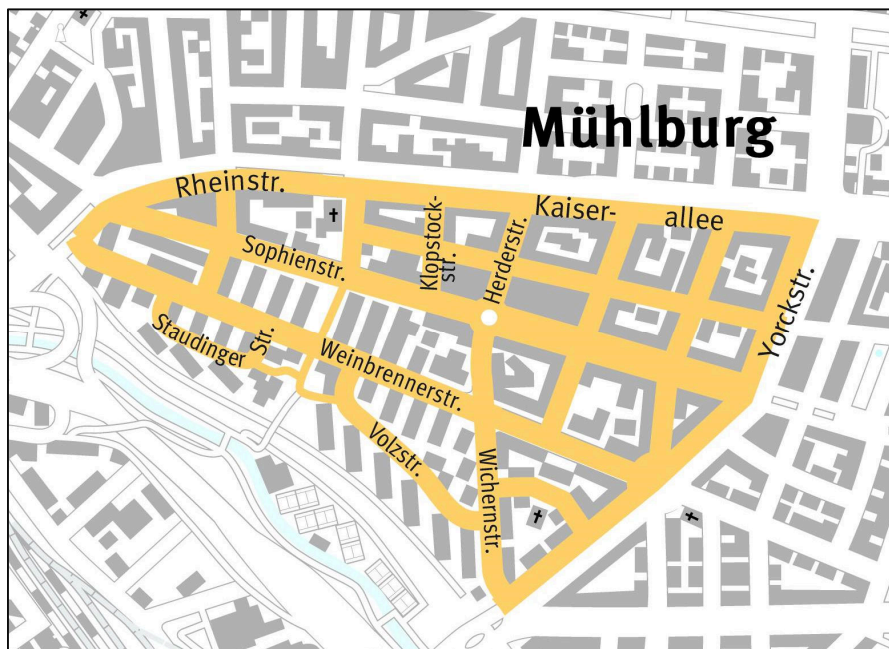 Mühlburg
Rheinstr.
Kaiser-
allee
Klopstock-
str.
Herderstr.
Sophienstr.
Yorckstr.
Staudinger
Str.
Weinbrennerstr.
Volzstr.
Wichernstr.